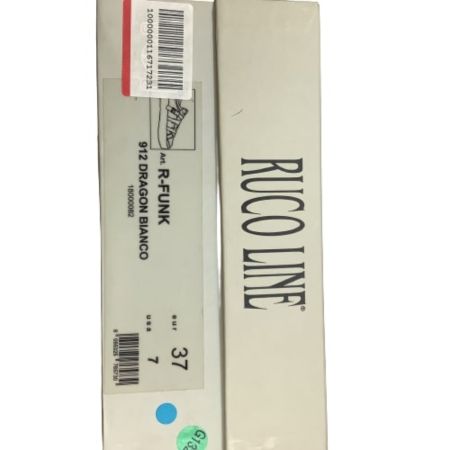 1000000116717231
Art. R-FUNK
912 DRAGON BIANCO
18000082
eur 37
usa 7
RUCO LINE®